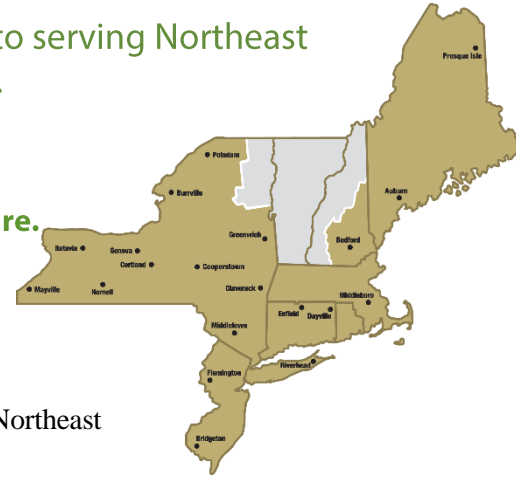 to serving Northeast
re.
Presque Isle
Potsdam
Burrville
Auburn
Greenwich
Bedford
Batavia
Geneva
Cortland
Cooperstown
Mayville
Hornell
Claverack
Middleboro
Enfield
Dayville
Middletown
Riverhead
Flemington
Northeast
Bridgeton